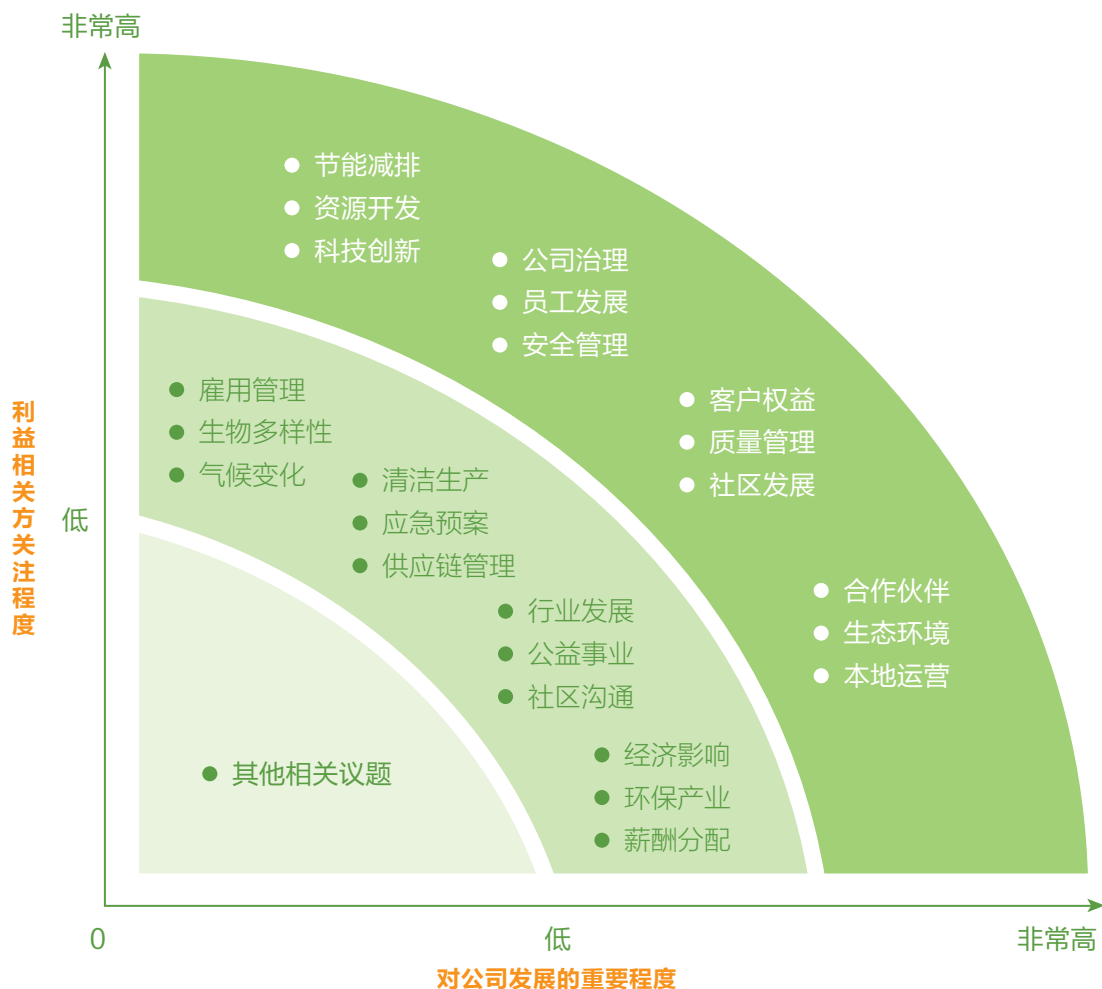 非常高
节能减排
资源开发
科技创新
公司治理
员工发展
安全管理
雇用管理
生物多样性
气候变化
客户权益
质量管理
社区发展
利益相关方关注程度
低
清洁生产
应急预案
供应链管理
合作伙伴
生态环境
本地运营
行业发展
公益事业
社区沟通
经济影响
环保产业
薪酬分配
其他相关议题
0
低
非常高
对公司发展的重要程度